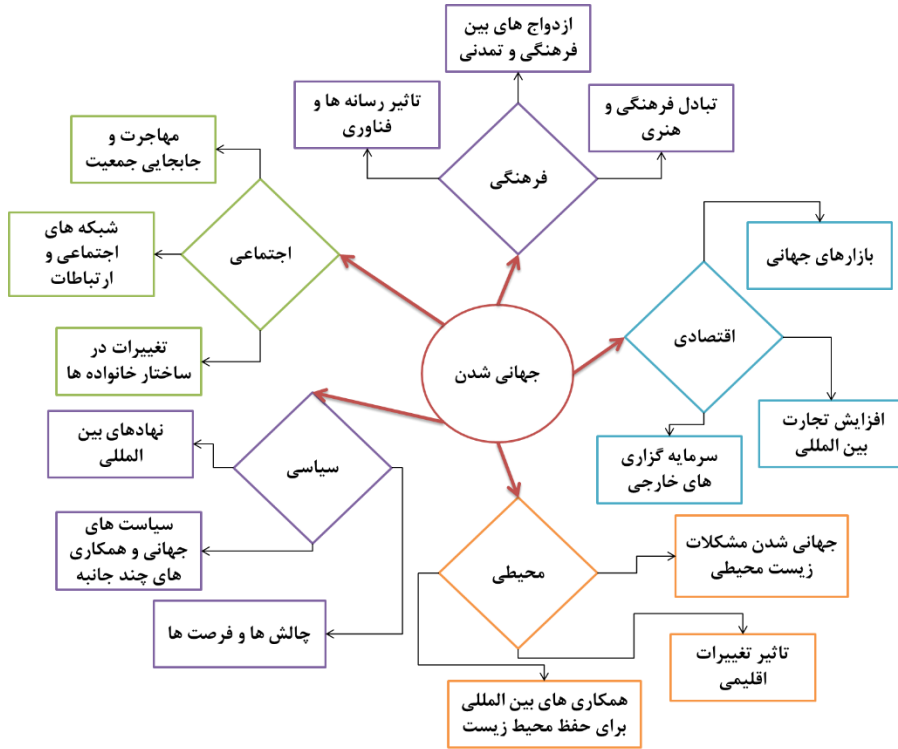 جهانی شدن
فرهنگی
ازدواج های بین
فرهنگی و تمدنی
تبادل فرهنگی و
هنری
تاثیر رسانه ها و
فناوری
اقتصادی
بازارهای جهانی
افزایش تجارت
بین المللی
سرمایه گزاری
های خارجی
محیطی
جهانی شدن مشکلات
زیست محیطی
تاثیر تغییرات
اقلیمی
همکاری های بین المللی
برای حفظ محیط زیست
سیاسی
نهادهای بین
المللی
سیاست های
جهانی و همکاری
های چند جانبه
چالش ها و فرصت ها
اجتماعی
مهاجرت و
جابجایی جمعیت
شبکه های
اجتماعی و
ارتباطات
تغییرات در
ساختار خانواده ها